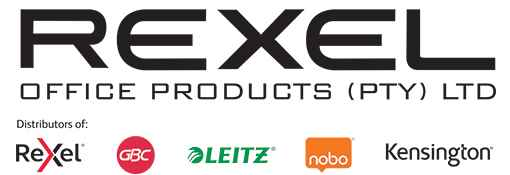 REXEL
OFFICE PRODUCTS (PTY) LTD
Distributors of:
Rexel® GBC LEITZ® nobo® Kensington®